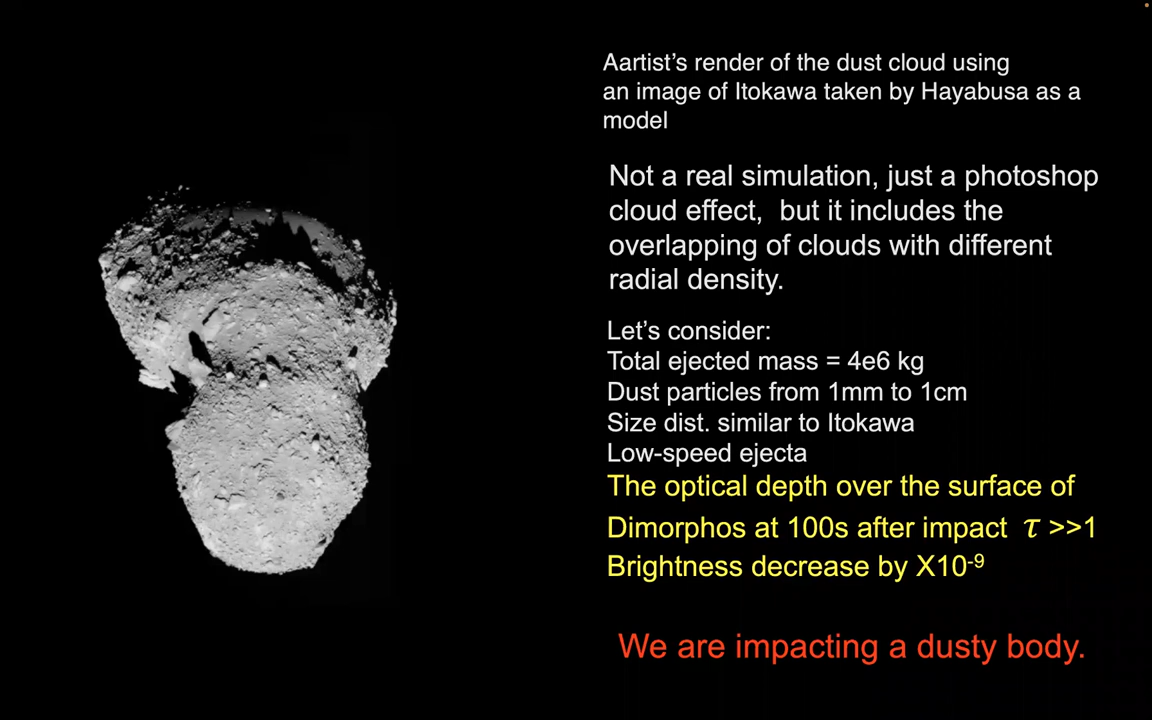 Aartist’s render of the dust cloud using
an image of Itokawa taken by Hayabusa as a
model
Not a real simulation, just a photoshop
cloud effect,  but it includes the
overlapping of clouds with different
radial density.
Let’s consider:
Total ejected mass = 4e6 kg
Dust particles from 1mm to 1cm
Size dist. similar to Itokawa
Low-speed ejecta
The optical depth over the surface of
Dimorphos at 100s after impact  τ >>1
Brightness decrease by X10⁻⁹
We are impacting a dusty body.